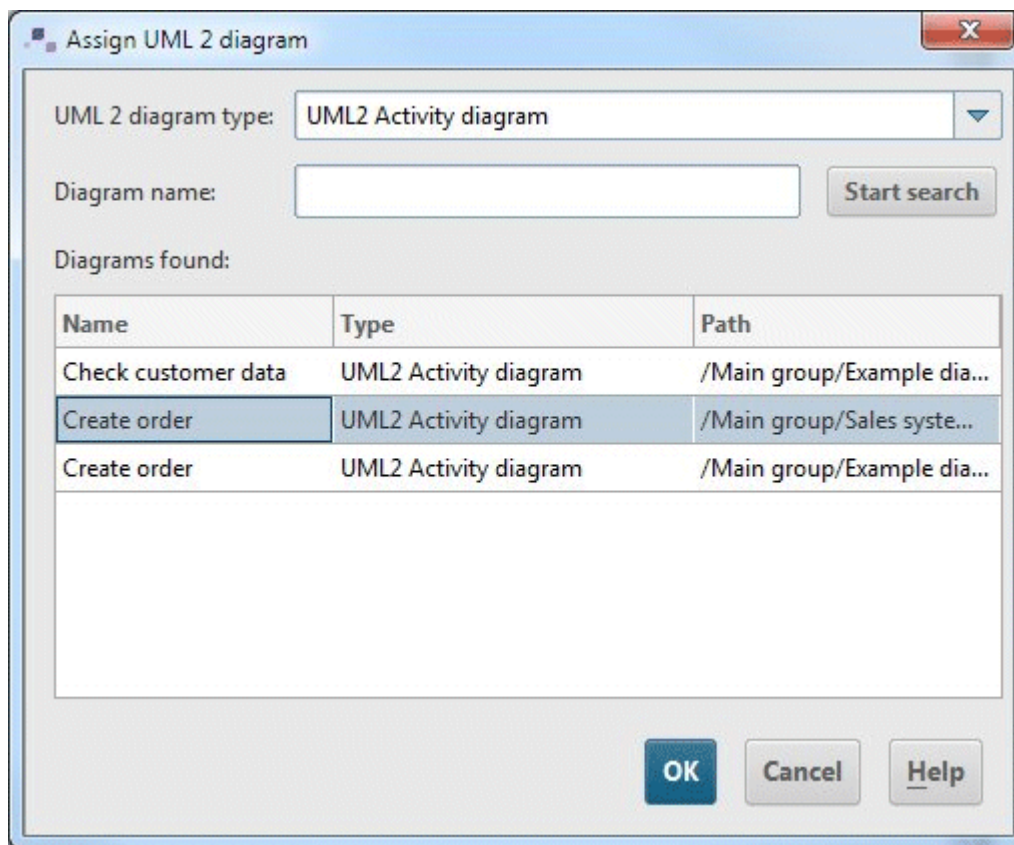 Assign UML 2 diagram
UML 2 diagram type: UML2 Activity diagram
Diagram name: Start search
Diagrams found:
Name Type Path
Check customer data UML2 Activity diagram /Main group/Example dia...
Create order UML2 Activity diagram /Main group/Sales syste...
Create order UML2 Activity diagram /Main group/Example dia...
OK Cancel Help